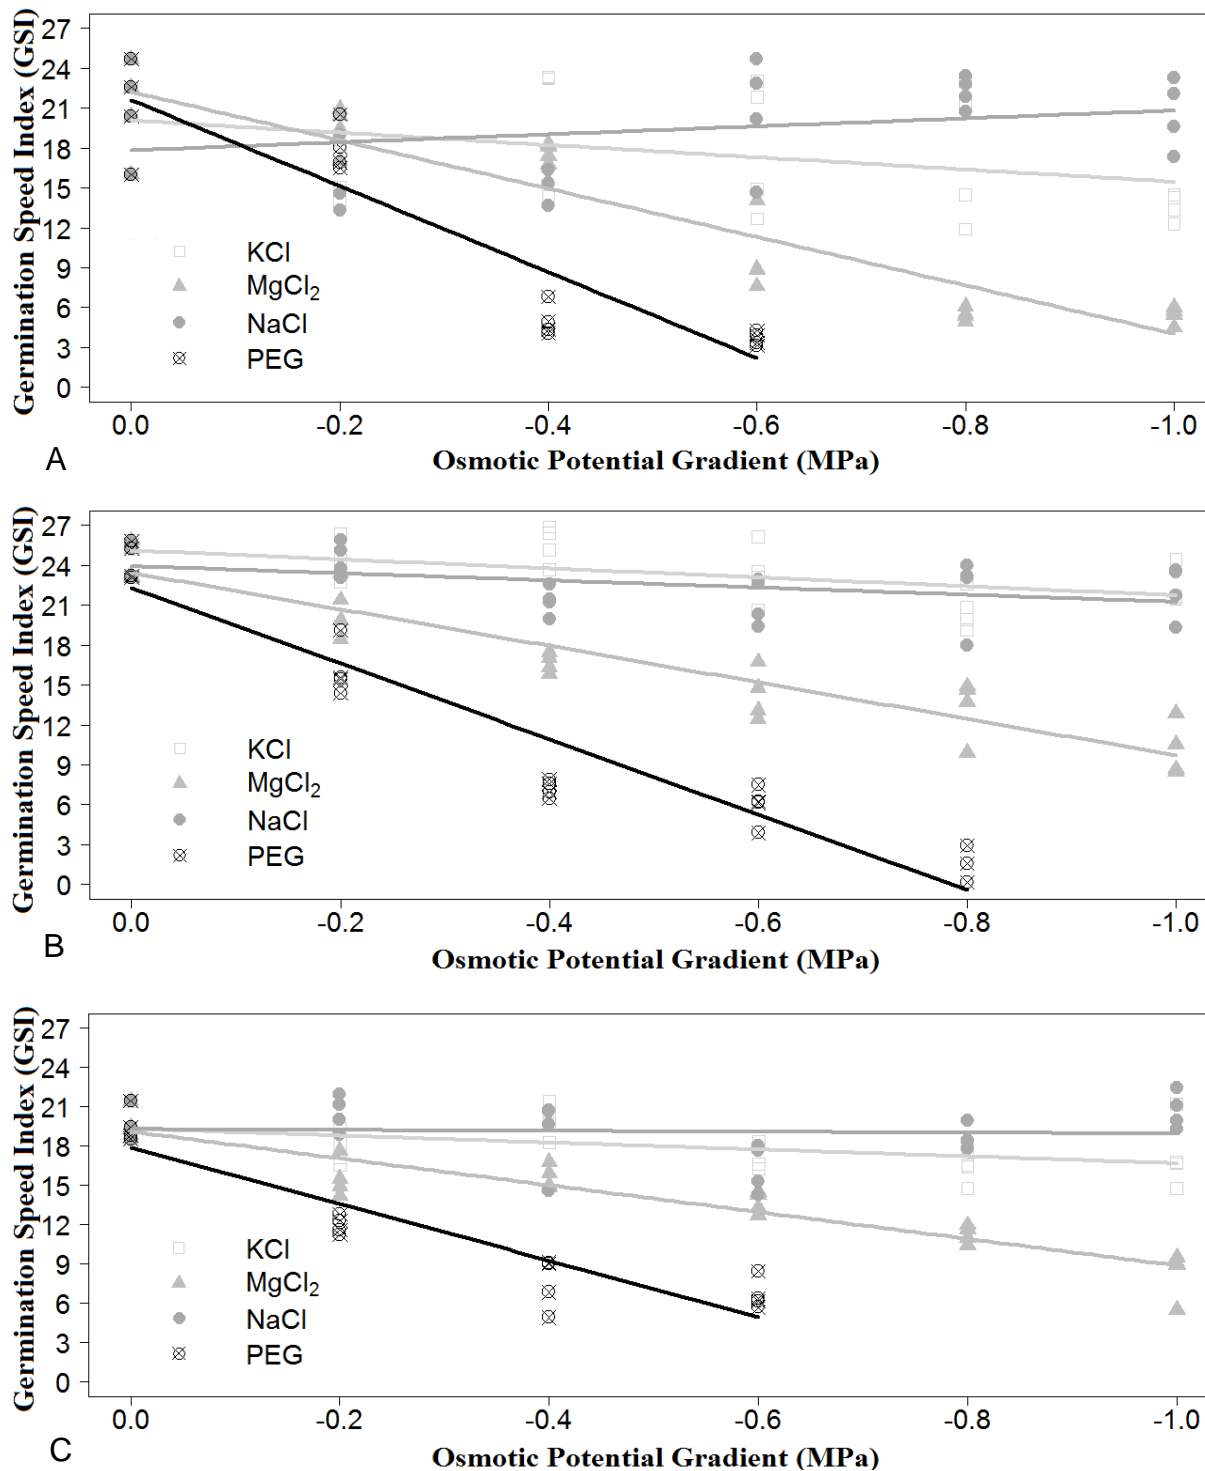 Germination Speed Index (GSI)
27
24
21
18
15
12
9
6
3
0
KCl
MgCl₂
NaCl
PEG
0.0 -0.2 -0.4 -0.6 -0.8 -1.0
A
Osmotic Potential Gradient (MPa)
Germination Speed Index (GSI)
27
24
21
18
15
12
9
6
3
0
KCl
MgCl₂
NaCl
PEG
0.0 -0.2 -0.4 -0.6 -0.8 -1.0
B
Osmotic Potential Gradient (MPa)
Germination Speed Index (GSI)
27
24
21
18
15
12
9
6
3
0
KCl
MgCl₂
NaCl
PEG
0.0 -0.2 -0.4 -0.6 -0.8 -1.0
C
Osmotic Potential Gradient (MPa)